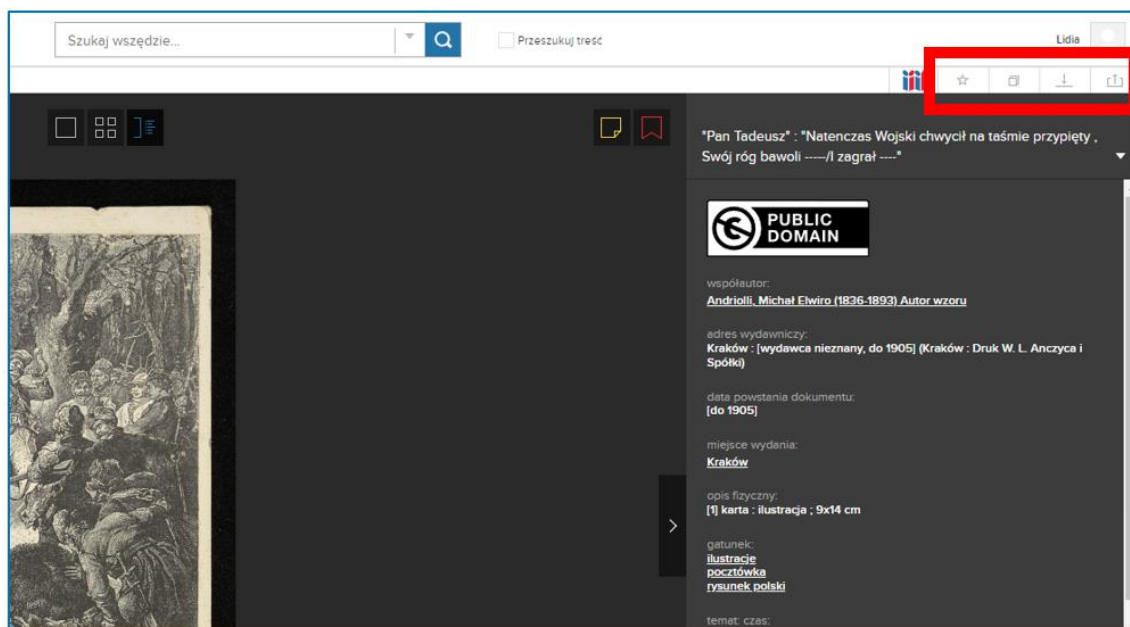 Szukaj wszędzie...
Przeszukuj treść
Lidia
"Pan Tadeusz" : "Natenczas Wojski chwycił na taśmie przypięty ,
Swój róg bawoli -----/I zagrał ----"
PUBLIC
DOMAIN
współautor:
Andriolli, Michał Elwiro (1836-1893) Autor wzoru
adres wydawniczy:
Kraków : [wydawca nieznany, do 1905] (Kraków : Druk W. L. Anczyca i
Spółki)
data powstania dokumentu:
[do 1905]
miejsce wydania:
Kraków
opis fizyczny:
[1] karta : ilustracja ; 9x14 cm
gatunek:
ilustracje
pocztówka
rysunek polski
temat: czas: